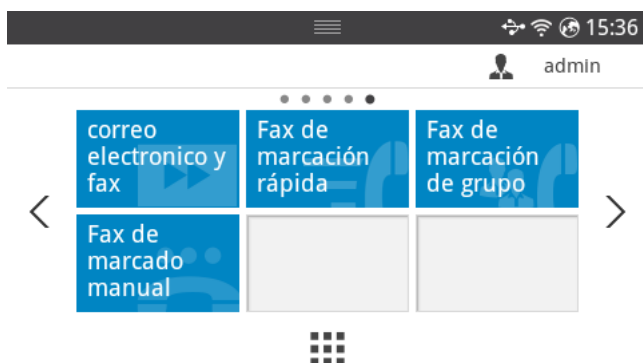 15:36
admin
correo
electronico y
fax
Fax de
marcación
rápida
Fax de
marcación
de grupo
Fax de
marcado
manual